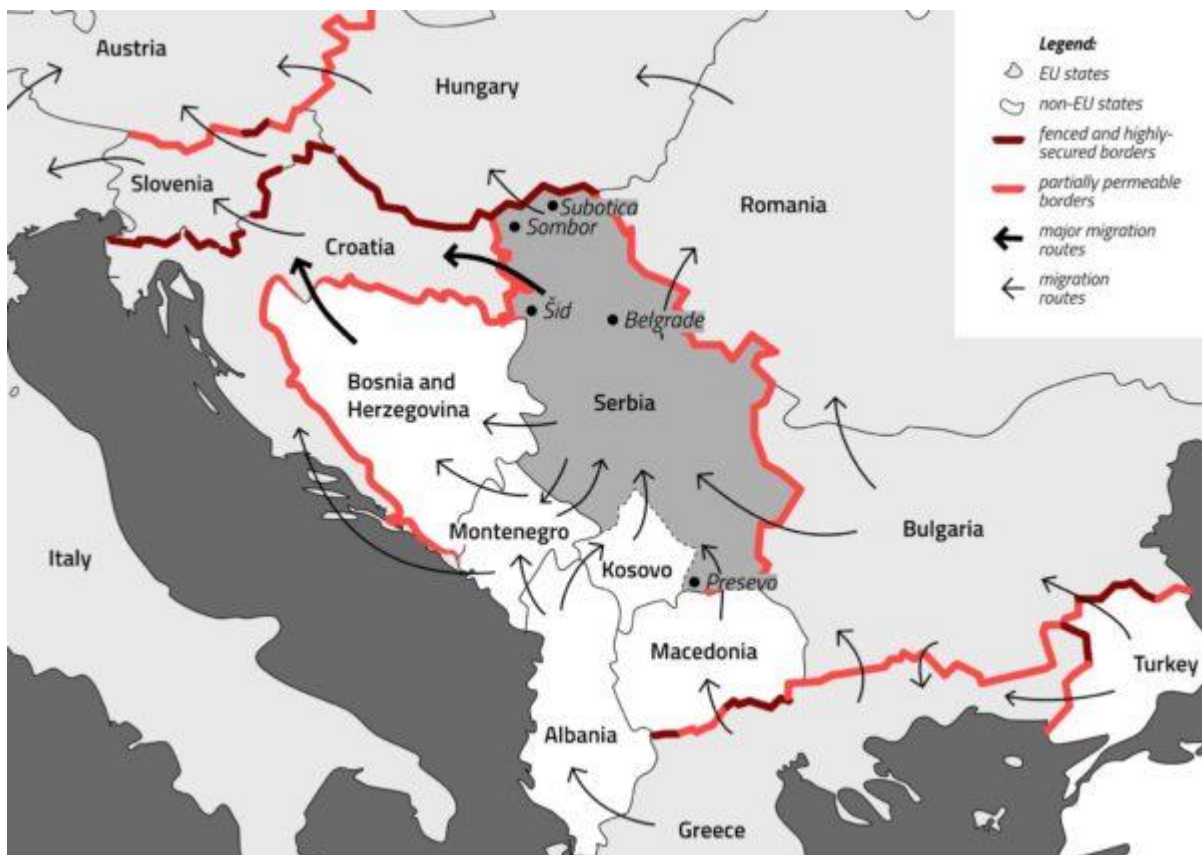 Austria
Hungary
Legend:
EU states
non-EU states
fenced and highly-
secured borders
partially permeable
borders
major migration
routes
migration
routes
Slovenia
Subotica
Sombor
Romania
Croatia
Šid
Belgrade
Bosnia and
Herzegovina
Serbia
Montenegro
Bulgaria
Italy
Kosovo
Presevo
Macedonia
Turkey
Albania
Greece